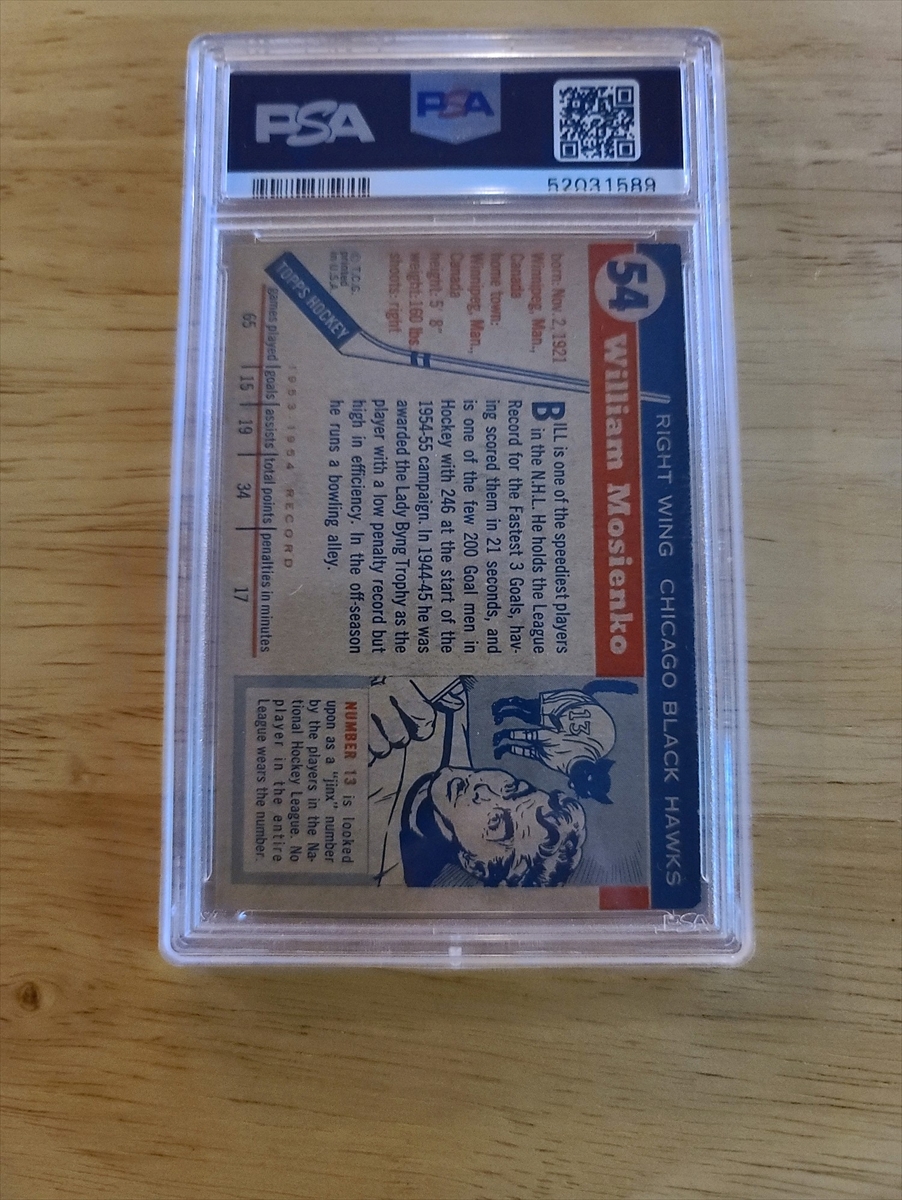 PSA
PSA
52031589
RIGHT WING CHICAGO BLACK HAWKS
54 William Mosienko
born: Nov. 2, 1921
Winnipeg, Man.,
Canada
home town:
Winnipeg, Man.,
Canada
height: 5' 8"
weight: 160 lbs.
shoots: right
© T.C.G.
printed
in U.S.A.
TOPPS HOCKEY
BILL is one of the speediest players
in the N.H.L. He holds the League
Record for the Fastest 3 Goals, hav-
ing scored them in 21 seconds, and
is one of the few 200 Goal men in
Hockey with 246 at the start of the
1954-55 campaign. In 1944-45 he was
awarded the Lady Byng Trophy as the
player with a low penalty record but
high in efficiency. In the off-season
he runs a bowling alley.
1953 1954 RECORD
games played goals assists total points penalties in minutes
65 15 19 34 17
13
NUMBER 13 is looked
upon as a "jinx" number
by the players in the Na-
tional Hockey League. No
player in the entire
League wears the number.
PSA